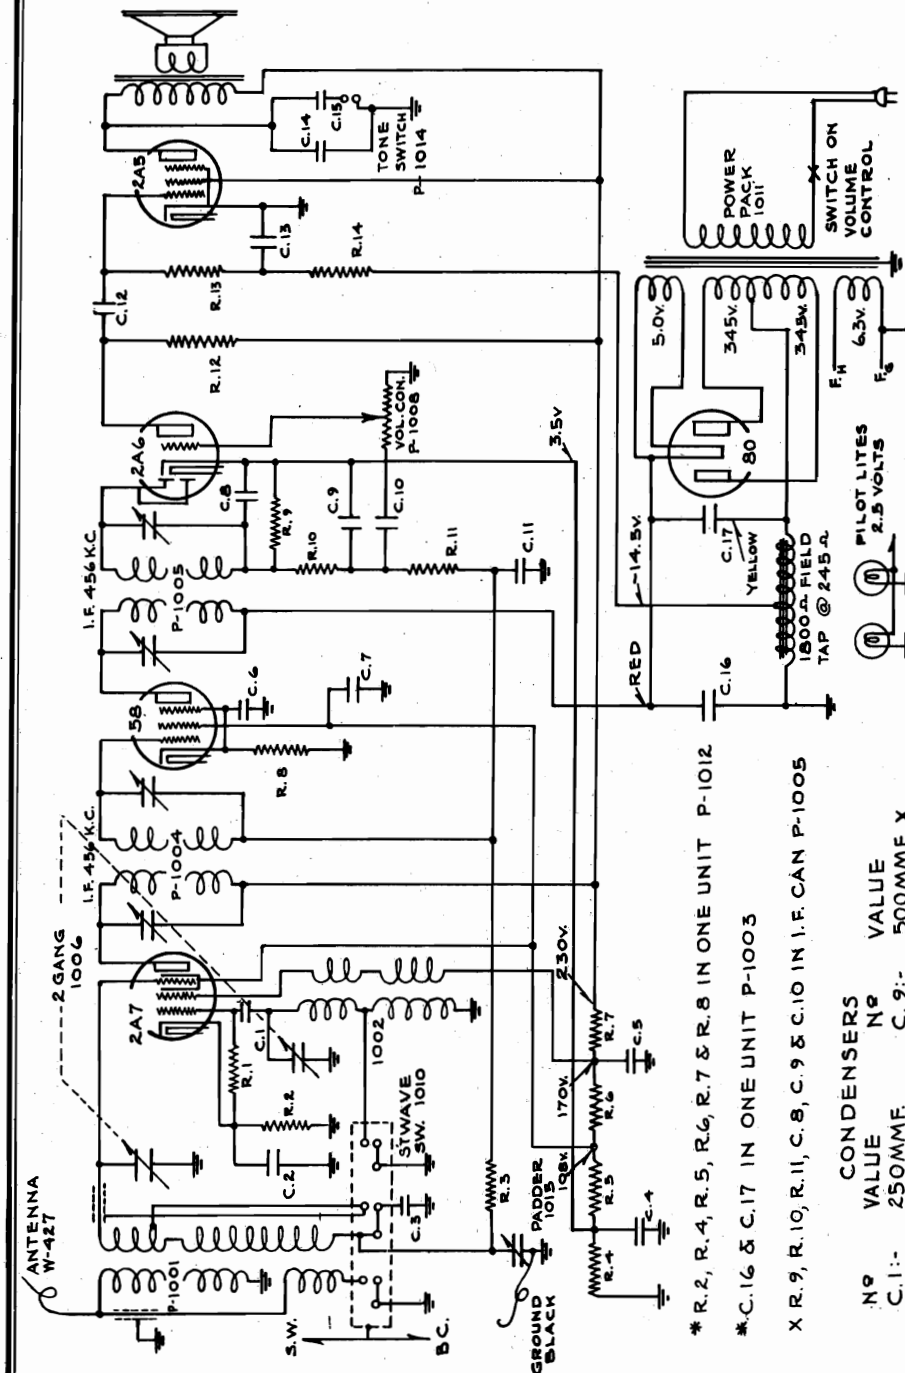 ANTENNA
W-427
2 GANG
1006
2A7
I.F. 456 K.C.
P-1004
58
I.F. 456 K.C.
P-1005
2A6
C.12
2A5
P-1001
C.1
R.1
R.2
C.2
1002
R.8
C.6
C.7
C.8
R.9
R.10
C.9
C.10
R.11
C.11
VOL. CON.
P-1008
R.12
R.13
C.13
R.14
C.14
C.15
TONE
SWITCH
P-1014
S.W.
B.C.
STWAVE
SW. 1010
C.3
R.3
GROUND
BLACK
PADDER
1013
198V.
170V.
230V.
R.4
R.5
R.6
R.7
C.4
C.5
3.5V
RED
-14.5V.
C.16
C.17
YELLOW
1800Ω FIELD
TAP @ 245Ω
80
5.0V.
345V.
345V.
6.3V.
F.H
F.G
POWER
PACK
1011
SWITCH ON
VOLUME
CONTROL
PILOT LITES
2.5 VOLTS
* R.2, R.4, R.5, R.6, R.7 & R.8 IN ONE UNIT P-1012
* C.16 & C.17 IN ONE UNIT P-1003
X R.9, R.10, R.11, C.8, C.9 & C.10 IN I.F. CAN P-1005
CONDENSERS
Nº VALUE Nº VALUE
C.1:- 250MMF. C.9:- 500MMF X